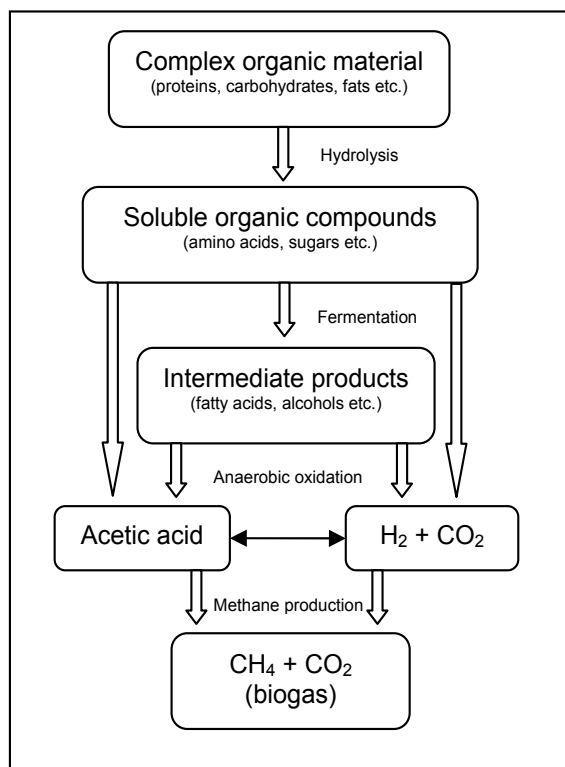 Complex organic material
(proteins, carbohydrates, fats etc.)
Hydrolysis
Soluble organic compounds
(amino acids, sugars etc.)
Fermentation
Intermediate products
(fatty acids, alcohols etc.)
Anaerobic oxidation
Acetic acid
H₂ + CO₂
Methane production
CH₄ + CO₂
(biogas)